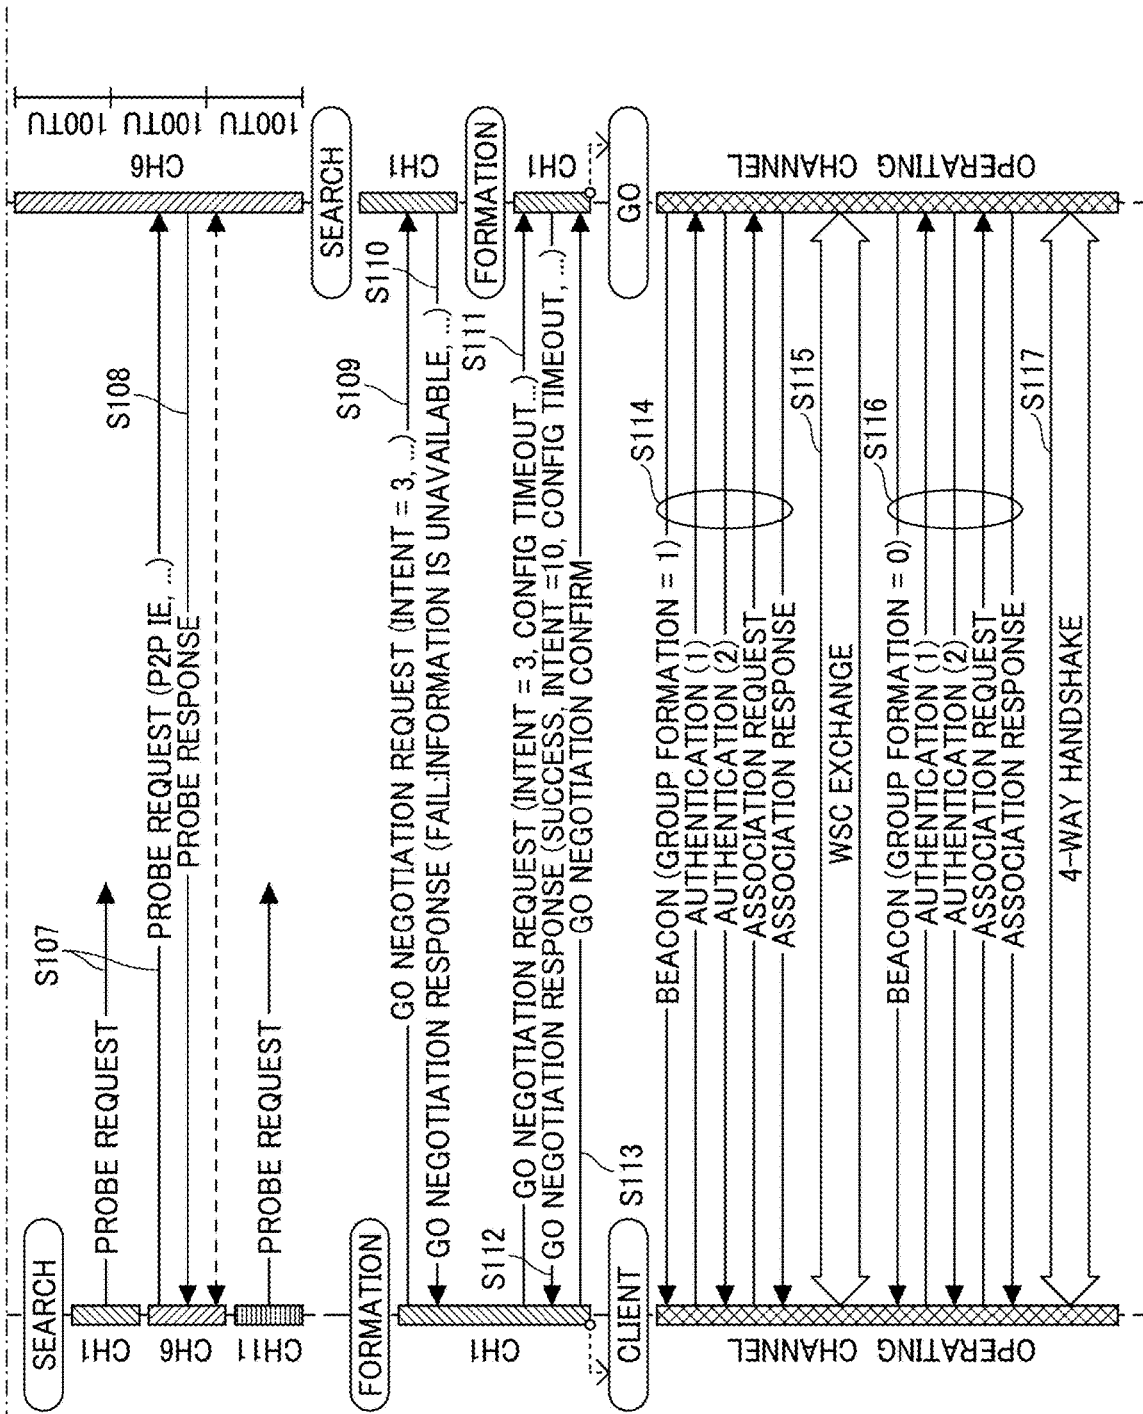 SEARCH
CH1
CH6
CH11
PROBE REQUEST
S107
PROBE REQUEST (P2P IE, ...)
PROBE RESPONSE
S108
PROBE REQUEST
CH6
100TU
100TU
100TU
SEARCH
FORMATION
CH1
GO NEGOTIATION REQUEST (INTENT = 3, ...)
S109
GO NEGOTIATION RESPONSE (FAIL:INFORMATION IS UNAVAILABLE, ...)
S110
CH1
FORMATION
CH1
GO NEGOTIATION REQUEST (INTENT = 3, CONFIG TIMEOUT...)
S111
S112
GO NEGOTIATION RESPONSE (SUCCESS, INTENT =10, CONFIG TIMEOUT, ...)
GO NEGOTIATION CONFIRM
S113
CLIENT
GO
OPERATING CHANNEL
OPERATING CHANNEL
BEACON (GROUP FORMATION = 1)
S114
AUTHENTICATION (1)
AUTHENTICATION (2)
ASSOCIATION REQUEST
ASSOCIATION RESPONSE
WSC EXCHANGE
S115
BEACON (GROUP FORMATION = 0)
S116
AUTHENTICATION (1)
AUTHENTICATION (2)
ASSOCIATION REQUEST
ASSOCIATION RESPONSE
4-WAY HANDSHAKE
S117